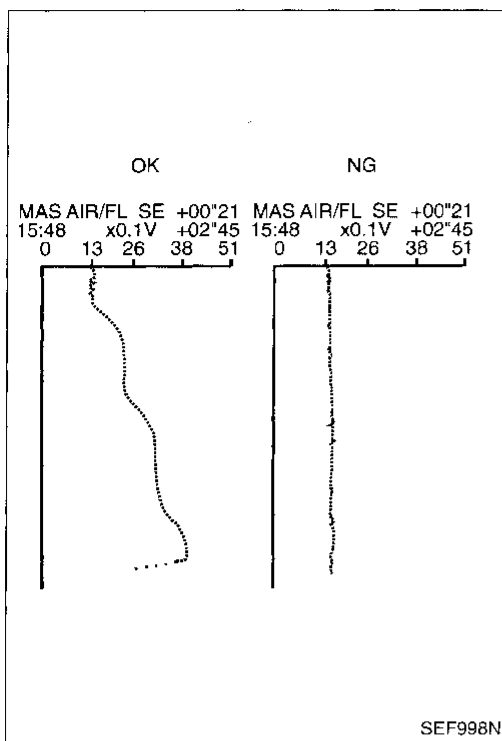 OK
MAS AIR/FL SE +00"21
15:48 x0.1V +02"45
0 13 26 38 51
NG
MAS AIR/FL SE +00"21
15:48 x0.1V +02"45
0 13 26 38 51
SEF998N